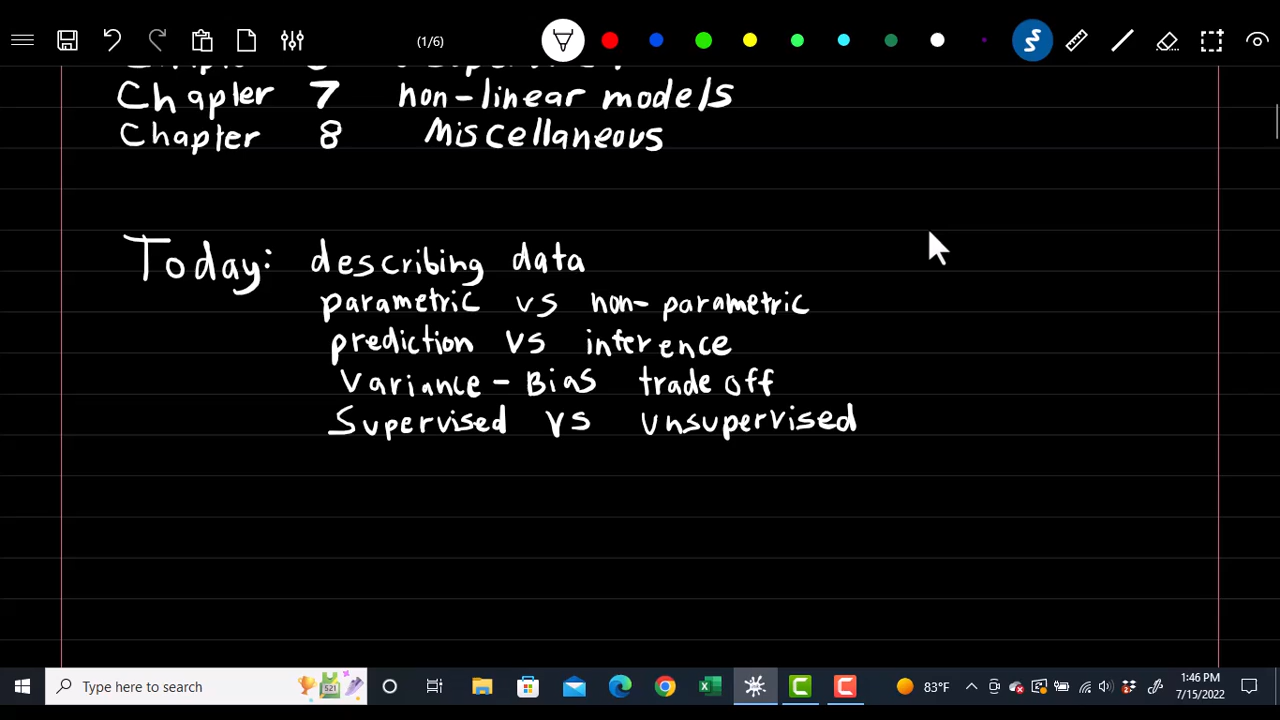 (1/6)
Chapter 7 non-linear models
Chapter 8 Miscellaneous
Today: describing data
parametric vs non-parametric
prediction vs inference
Variance - Bias trade off
Supervised vs unsupervised
Type here to search
521
83°F
1:46 PM
7/15/2022